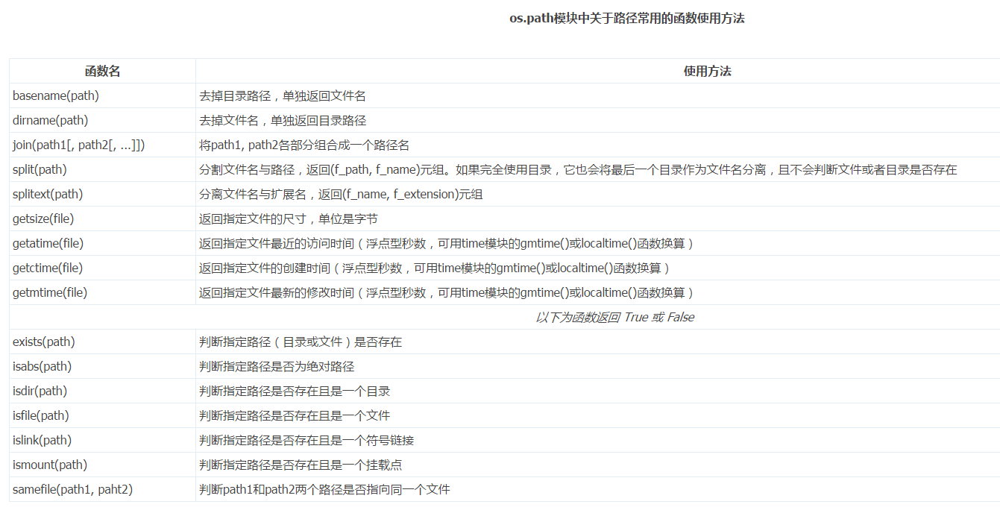 os.path模块中关于路径常用的函数使用方法
函数名 使用方法
basename(path) 去掉目录路径，单独返回文件名
dirname(path) 去掉文件名，单独返回目录路径
join(path1[, path2[, ...]]) 将path1, path2各部分组合成一个路径名
split(path) 分割文件名与路径，返回(f_path, f_name)元组。如果完全使用目录，它也会将最后一个目录作为文件名分离，且不会判断文件或者目录是否存在
splitext(path) 分离文件名与扩展名，返回(f_name, f_extension)元组
getsize(file) 返回指定文件的尺寸，单位是字节
getatime(file) 返回指定文件最近的访问时间（浮点型秒数，可用time模块的gmtime()或localtime()函数换算）
getctime(file) 返回指定文件的创建时间（浮点型秒数，可用time模块的gmtime()或localtime()函数换算）
getmtime(file) 返回指定文件最新的修改时间（浮点型秒数，可用time模块的gmtime()或localtime()函数换算）
以下为函数返回 True 或 False
exists(path) 判断指定路径（目录或文件）是否存在
isabs(path) 判断指定路径是否为绝对路径
isdir(path) 判断指定路径是否存在且是一个目录
isfile(path) 判断指定路径是否存在且是一个文件
islink(path) 判断指定路径是否存在且是一个符号链接
ismount(path) 判断指定路径是否存在且是一个挂载点
samefile(path1, paht2) 判断path1和path2两个路径是否指向同一个文件